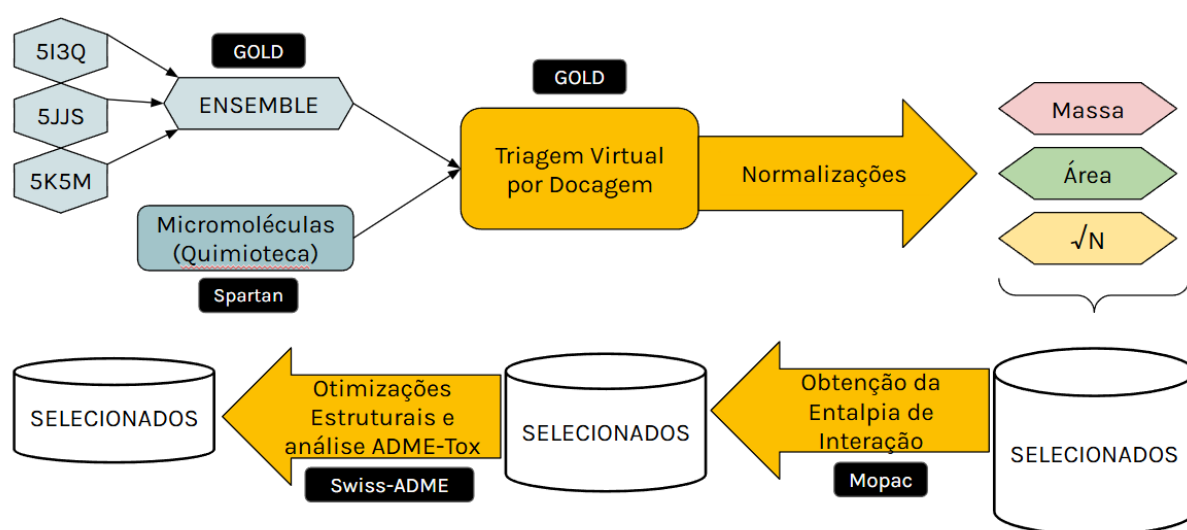 5I3Q
5JJS
5K5M
GOLD
ENSEMBLE
Micromoléculas
(Quimioteca)
Spartan
GOLD
Triagem Virtual
por Docagem
Normalizações
Massa
Área
√N
SELECIONADOS
Otimizações
Estruturais e
análise ADME-Tox
Swiss-ADME
SELECIONADOS
Obtenção da
Entalpia de
Interação
Mopac
SELECIONADOS